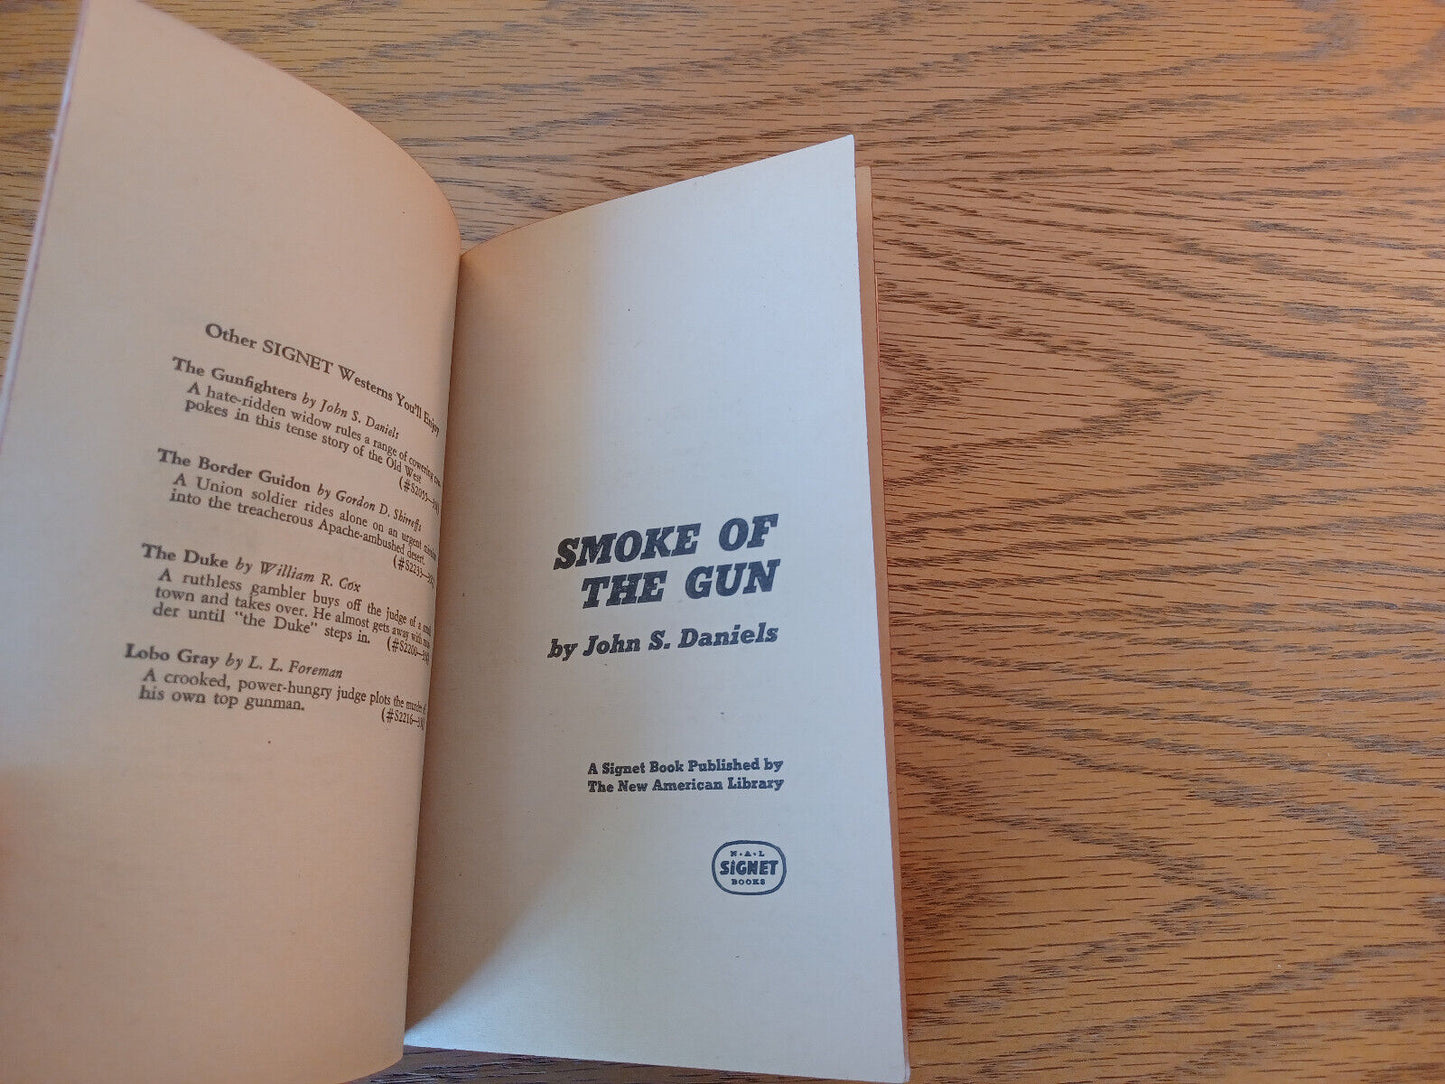 Other SIGNET Westerns You'll Enjoy
The Gunfighters by John S. Daniels
A hate-ridden widow rules a range of cowering
pokes in this tense story of the Old West
The Border Guidon by Gordon D. Shirreffs
A Union soldier rides alone on an urgent
into the treacherous Apache-ambushed desert.
The Duke by William R. Cox
A ruthless gambler buys off the judge of a small
town and takes over. He almost gets away with
der until "the Duke" steps in. (#S2200—
Lobo Gray by L. L. Foreman
A crooked, power-hungry judge plots the murder of
his own top gunman. (#S2216—
SMOKE OF
THE GUN
by John S. Daniels
A Signet Book Published by
The New American Library
N·A·L
SIGNET
BOOKS